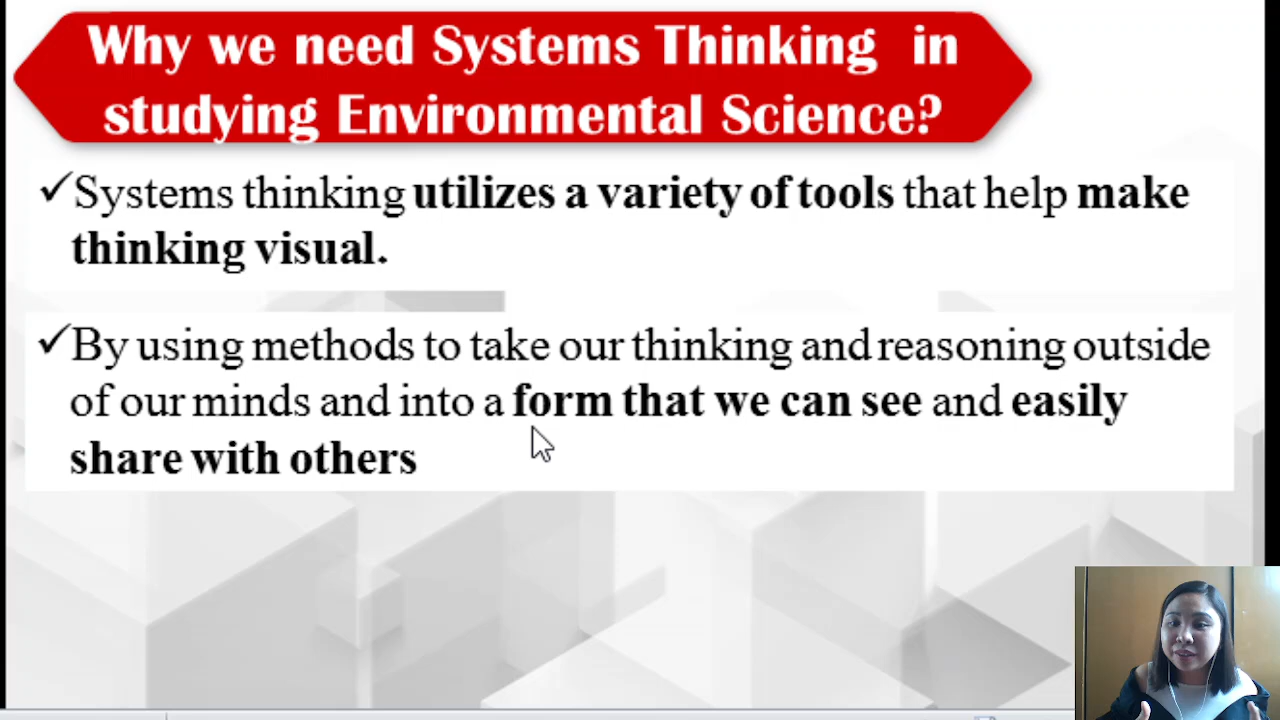 Why we need Systems Thinking in
studying Environmental Science?
✓Systems thinking utilizes a variety of tools that help make
thinking visual.
✓By using methods to take our thinking and reasoning outside
of our minds and into a form that we can see and easily
share with others